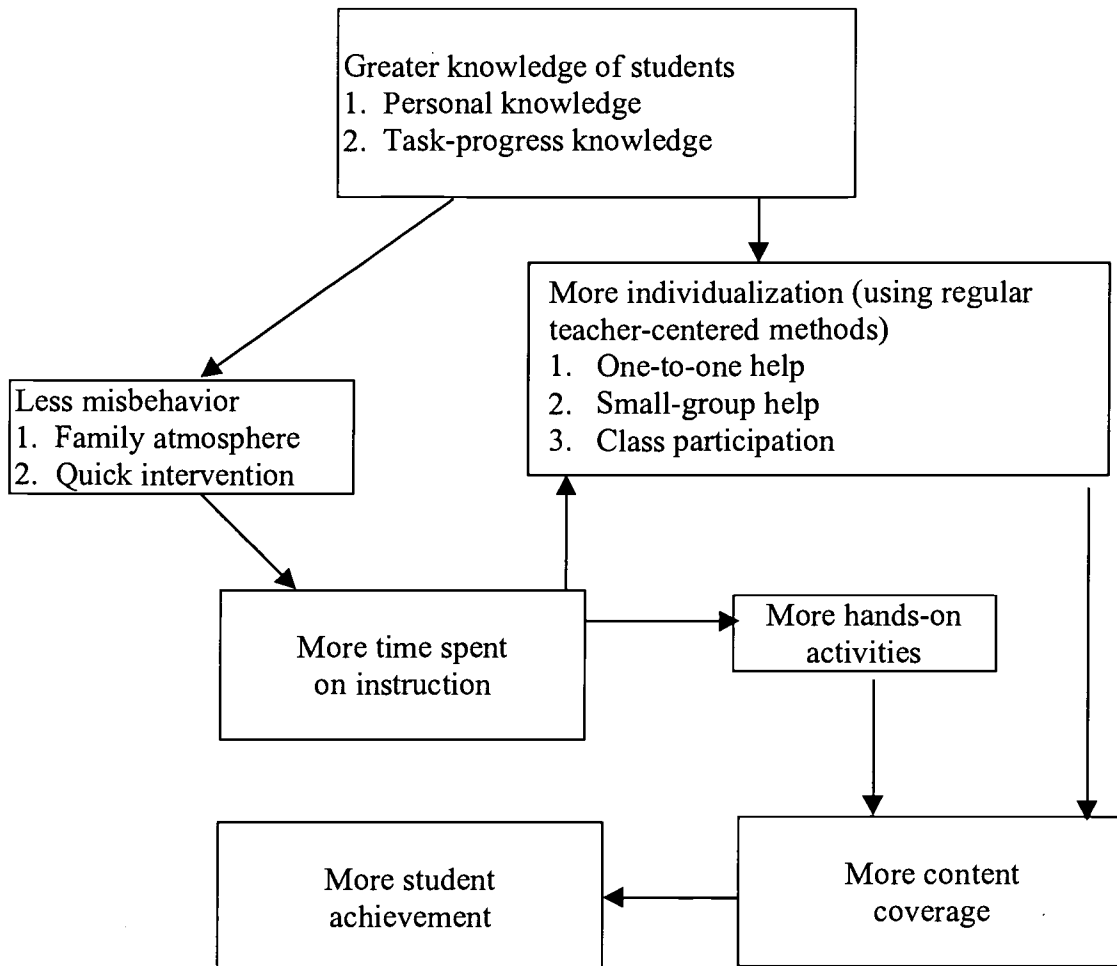 Greater knowledge of students
1. Personal knowledge
2. Task-progress knowledge
More individualization (using regular
teacher-centered methods)
1. One-to-one help
2. Small-group help
3. Class participation
Less misbehavior
1. Family atmosphere
2. Quick intervention
More time spent
on instruction
More hands-on
activities
More student
achievement
More content
coverage